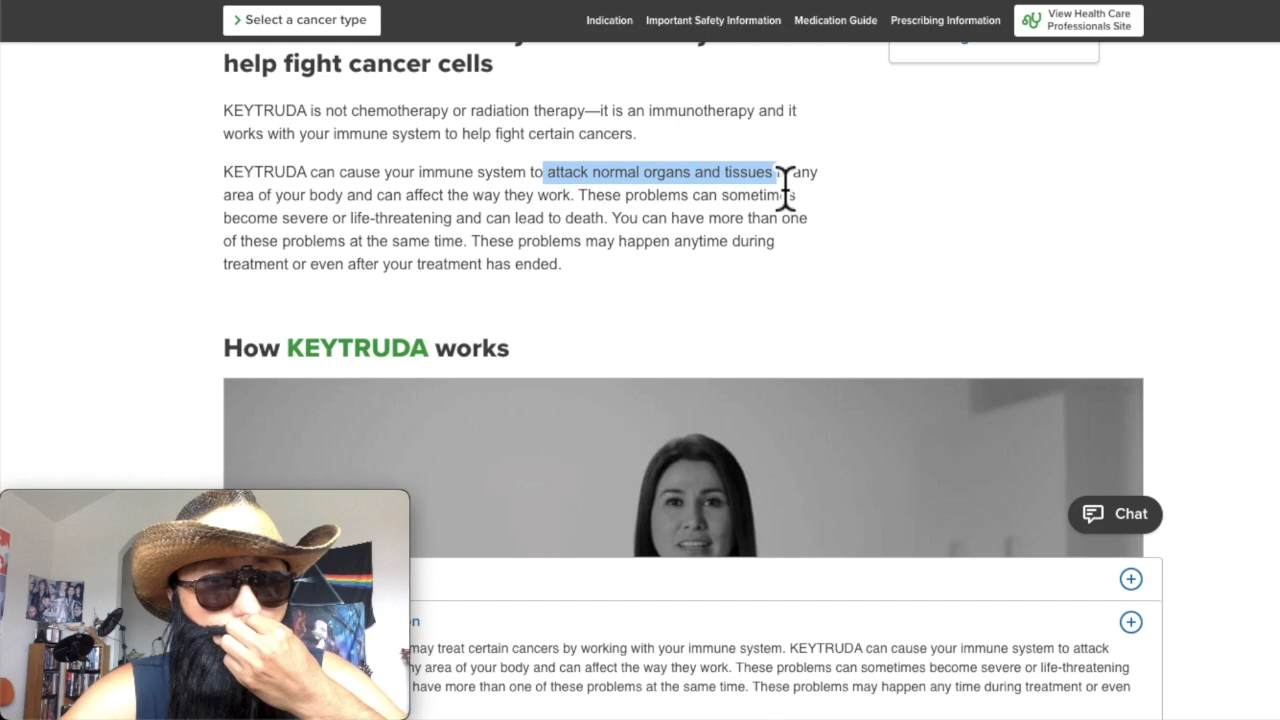 Select a cancer type
Indication
Important Safety Information
Medication Guide
Prescribing Information
View Health Care
Professionals Site
help fight cancer cells
KEYTRUDA is not chemotherapy or radiation therapy—it is an immunotherapy and it
works with your immune system to help fight certain cancers.
KEYTRUDA can cause your immune system to attack normal organs and tissues any
area of your body and can affect the way they work. These problems can sometimes
become severe or life-threatening and can lead to death. You can have more than one
of these problems at the same time. These problems may happen anytime during
treatment or even after your treatment has ended.
How KEYTRUDA works
Chat
may treat certain cancers by working with your immune system. KEYTRUDA can cause your immune system to attack
area of your body and can affect the way they work. These problems can sometimes become severe or life-threatening
have more than one of these problems at the same time. These problems may happen any time during treatment or even